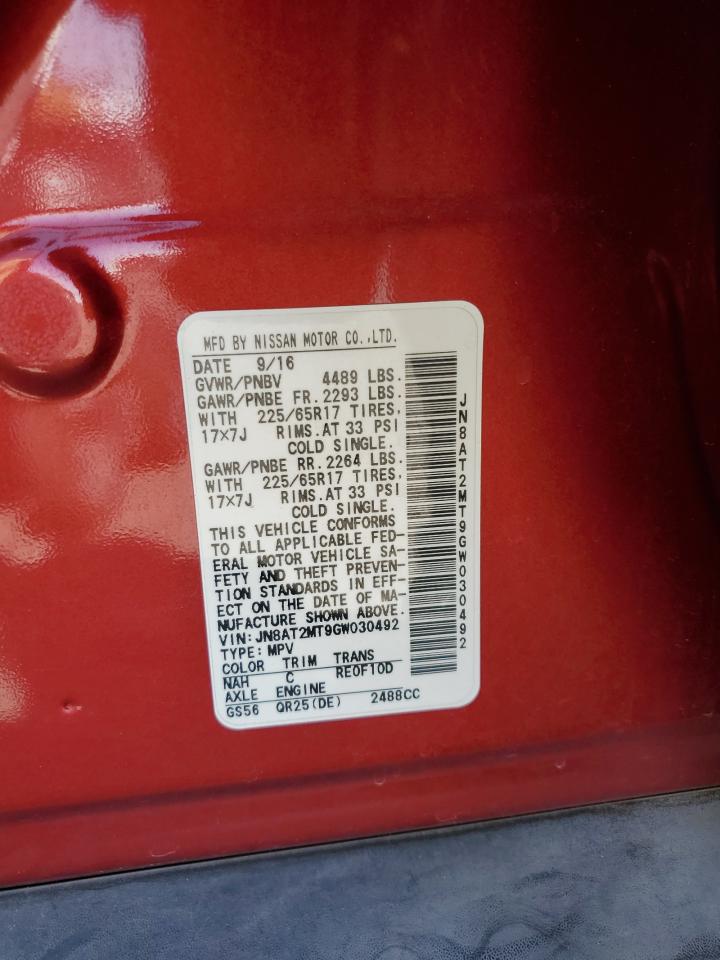 MFD BY NISSAN MOTOR CO.,LTD.
DATE 9/16
GVWR/PNBV 4489 LBS.
GAWR/PNBE FR. 2293 LBS.
WITH 225/65R17 TIRES,
17×7J RIMS.AT 33 PSI
COLD SINGLE.
GAWR/PNBE RR. 2264 LBS.
WITH 225/65R17 TIRES,
17×7J RIMS.AT 33 PSI
COLD SINGLE.
THIS VEHICLE CONFORMS
TO ALL APPLICABLE FED-
ERAL MOTOR VEHICLE SA-
FETY AND THEFT PREVEN-
TION STANDARDS IN EFF-
ECT ON THE DATE OF MA-
NUFACTURE SHOWN ABOVE.
VIN:JN8AT2MT9GW030492
TYPE:MPV
COLOR TRIM TRANS
NAH C RE0F10D
AXLE ENGINE
GS56 QR25(DE) 2488CC
JN8AT2MT9GW030492